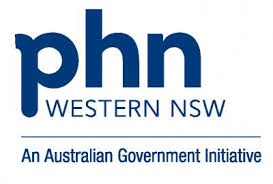 phn
WESTERN NSW
An Australian Government Initiative